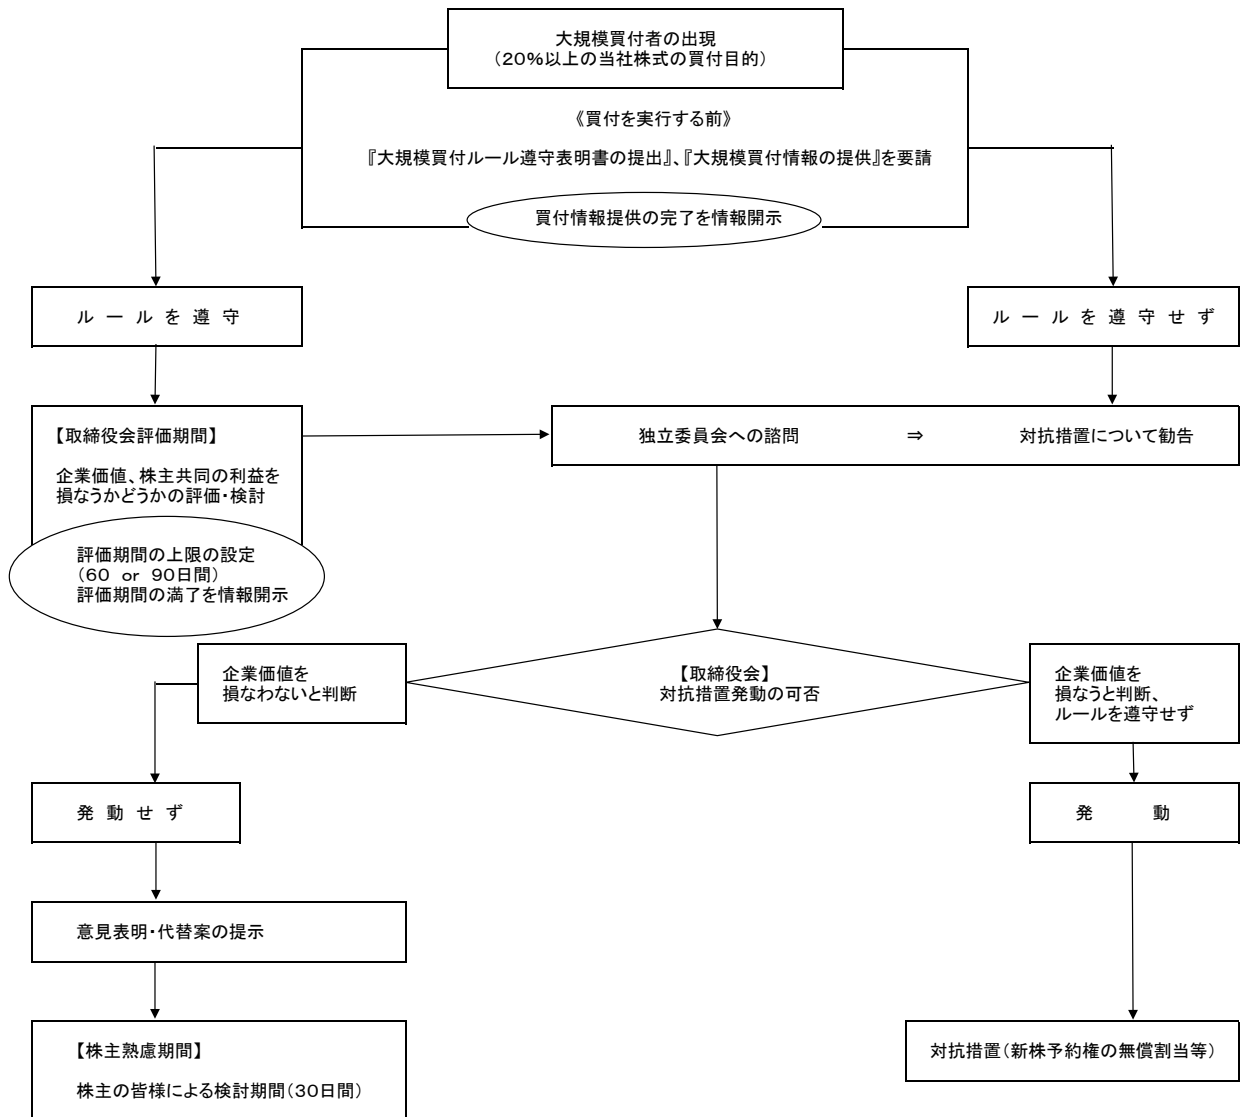 大規模買付者の出現
(20%以上の当社株式の買付目的)
《買付を実行する前》
『大規模買付ルール遵守表明書の提出』、『大規模買付情報の提供』を要請
買付情報提供の完了を情報開示
ルールを遵守
ルールを遵守せず
【取締役会評価期間】
企業価値、株主共同の利益を
損なうかどうかの評価・検討
評価期間の上限の設定
(60 or 90日間)
評価期間の満了を情報開示
独立委員会への諮問 ⇒ 対抗措置について勧告
【取締役会】
対抗措置発動の可否
企業価値を
損なわないと判断
企業価値を
損なうと判断、
ルールを遵守せず
発動せず
発動
意見表明・代替案の提示
【株主熟慮期間】
株主の皆様による検討期間(30日間)
対抗措置(新株予約権の無償割当等)